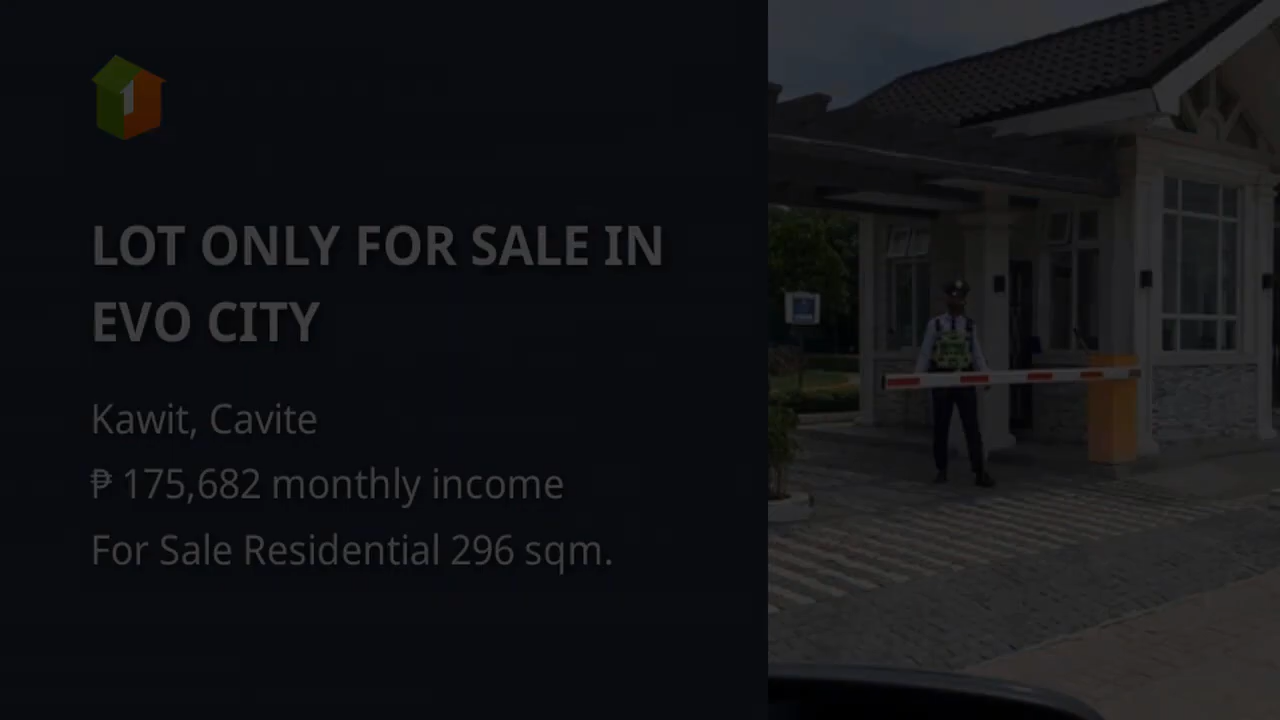 LOT ONLY FOR SALE IN
EVO CITY
Kawit, Cavite
₱ 175,682 monthly income
For Sale Residential 296 sqm.